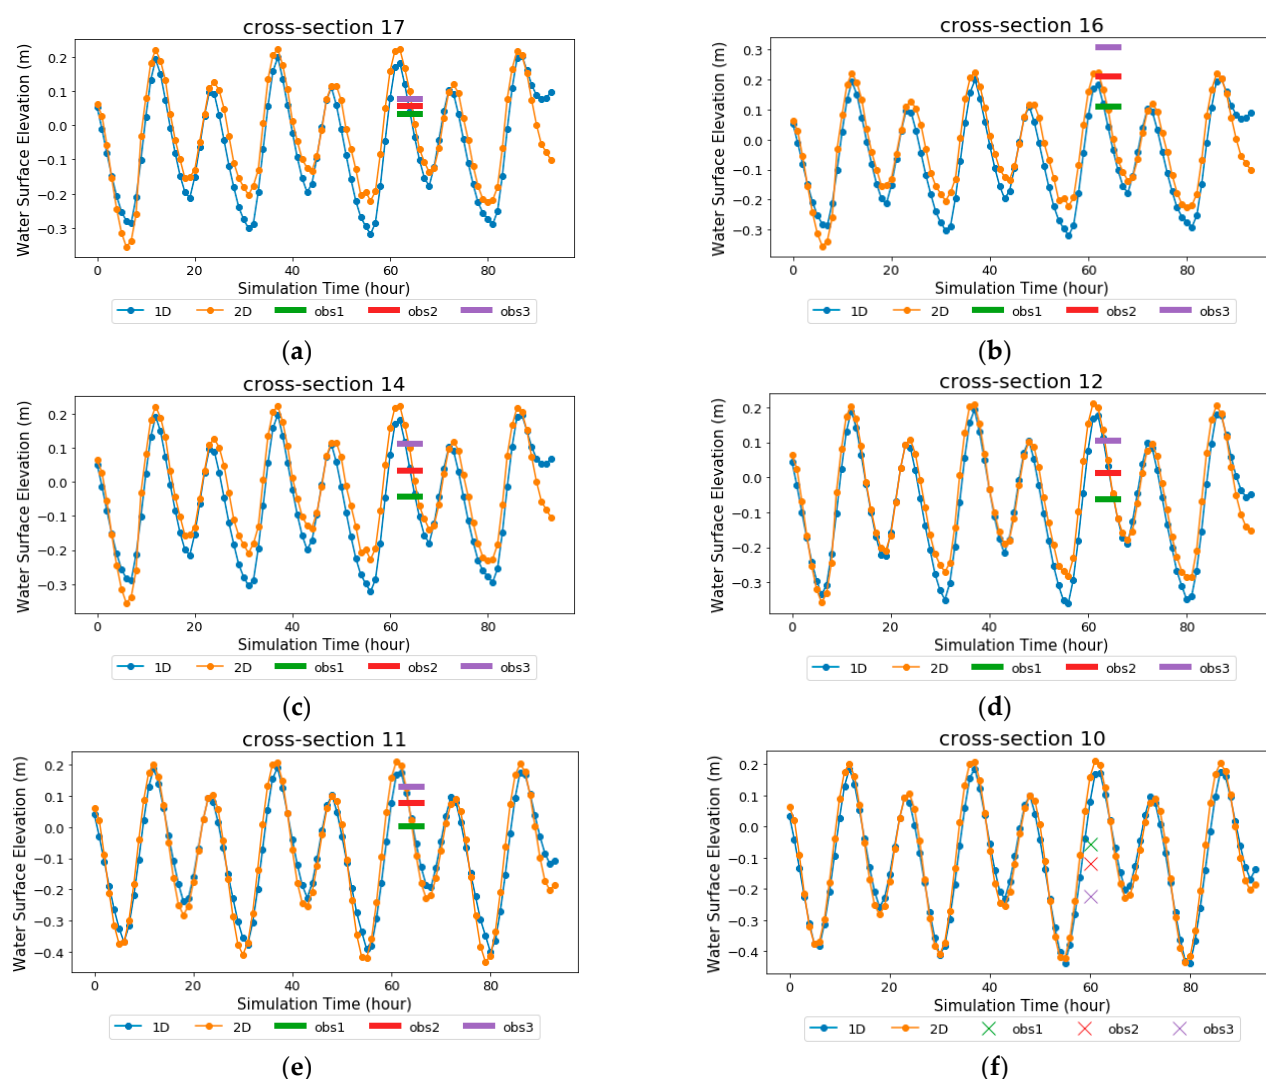 cross-section 17
Water Surface Elevation (m)
0.2
0.1
0.0
−0.1
−0.2
−0.3
0 20 40 60 80
Simulation Time (hour)
1D 2D obs1 obs2 obs3
(a)
cross-section 16
Water Surface Elevation (m)
0.3
0.2
0.1
0.0
0.1
0.2
0.3
0 20 40 60 80
Simulation Time (hour)
1D 2D obs1 obs2 obs3
(b)
cross-section 14
Water Surface Elevation (m)
0.2
0.1
0.0
−0.1
−0.2
−0.3
0 20 40 60 80
Simulation Time (hour)
1D 2D obs1 obs2 obs3
(c)
cross-section 12
Water Surface Elevation (m)
0.2
0.1
0.0
−0.1
−0.2
−0.3
0 20 40 60 80
Simulation Time (hour)
1D 2D obs1 obs2 obs3
(d)
cross-section 11
Water Surface Elevation (m)
0.2
0.1
0.0
−0.1
−0.2
−0.3
−0.4
0 20 40 60 80
Simulation Time (hour)
1D 2D obs1 obs2 obs3
(e)
cross-section 10
Water Surface Elevation (m)
0.2
0.1
0.0
−0.1
−0.2
−0.3
−0.4
0 20 40 60 80
Simulation Time (hour)
1D 2D obs1 obs2 obs3
(f)